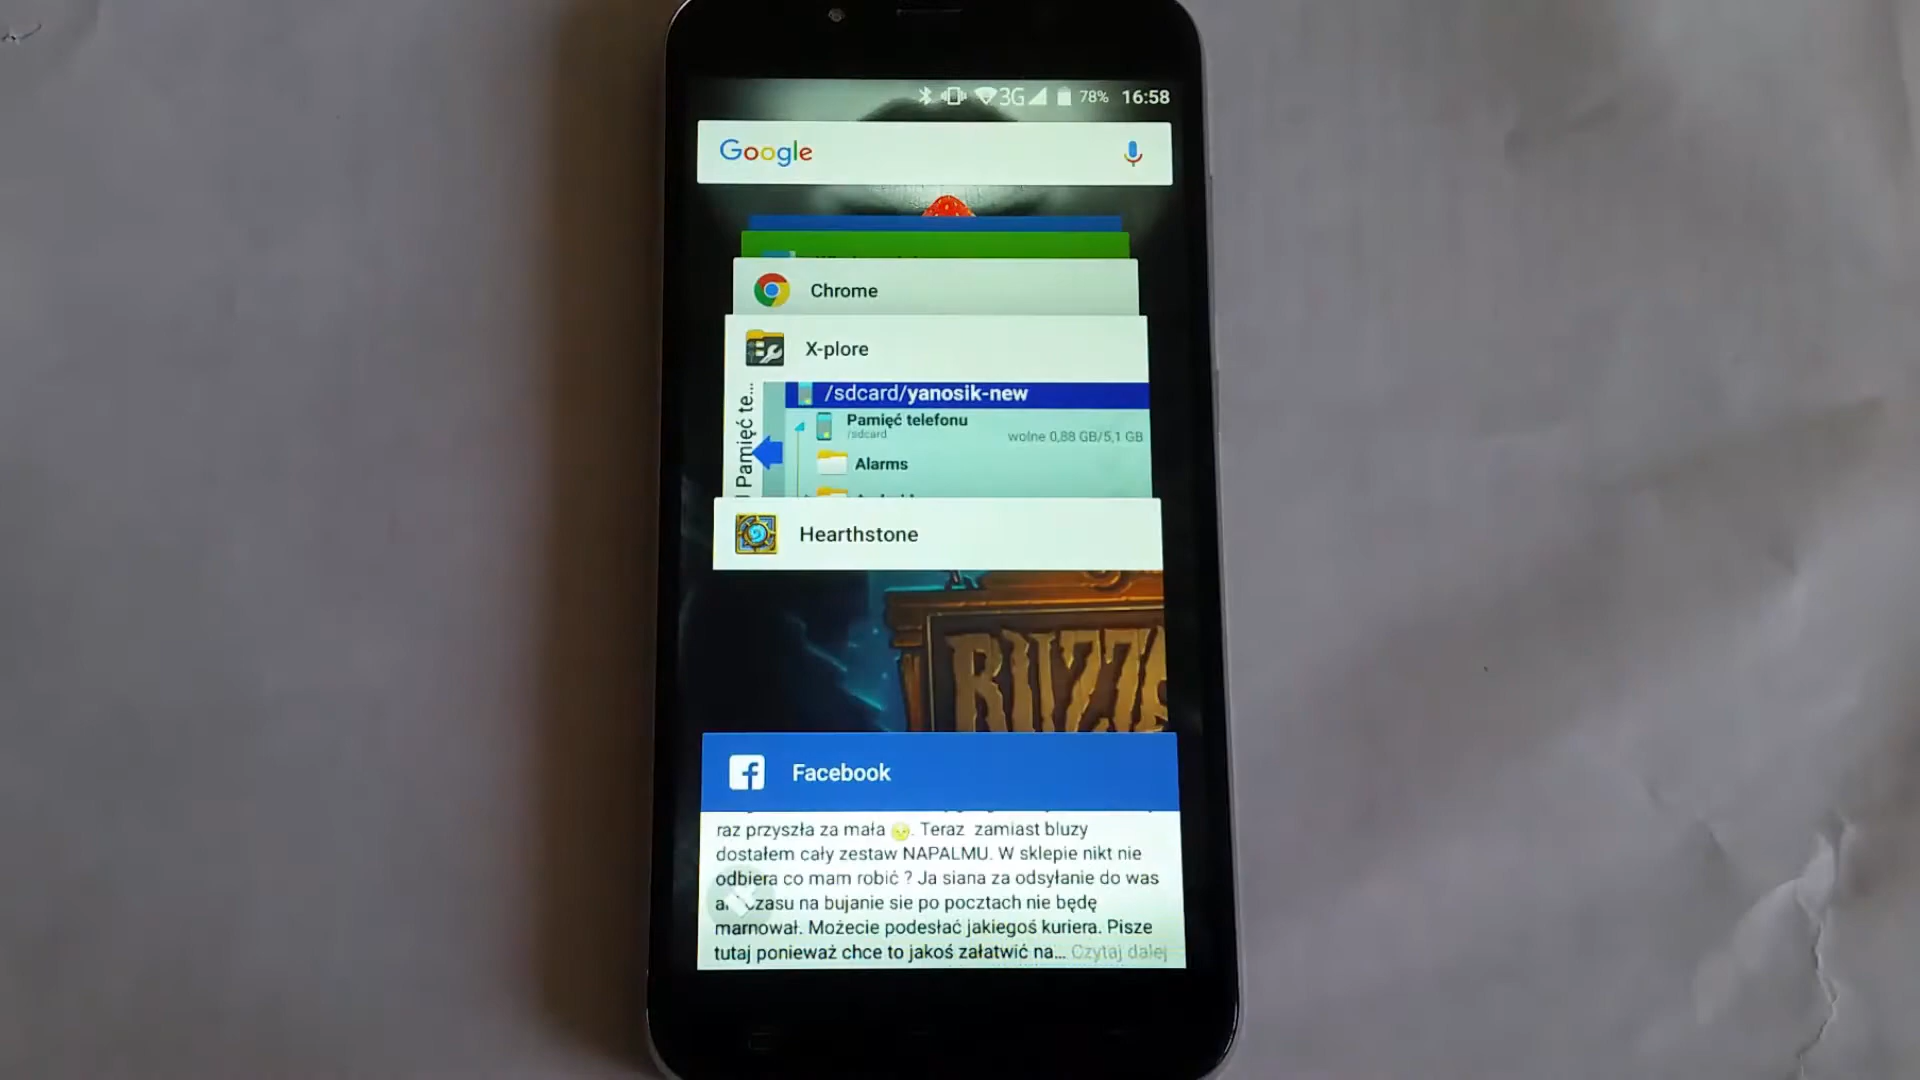 3G 78% 16:58
Google
Chrome
X-plore
/sdcard/yanosik-new
Pamięć te...
Pamięć telefonu
/sdcard
wolne 0,88 GB/5,1 GB
Alarms
Hearthstone
Facebook
raz przyszła za mała 😕. Teraz zamiast bluzy
dostałem cały zestaw NAPALMU. W sklepie nikt nie
odbiera co mam robić ? Ja siana za odsyłanie do was
czasu na bujanie sie po pocztach nie będę
marnował. Możecie podesłać jakiegoś kuriera. Pisze
tutaj ponieważ chce to jakoś załatwić na... Czytaj dalej